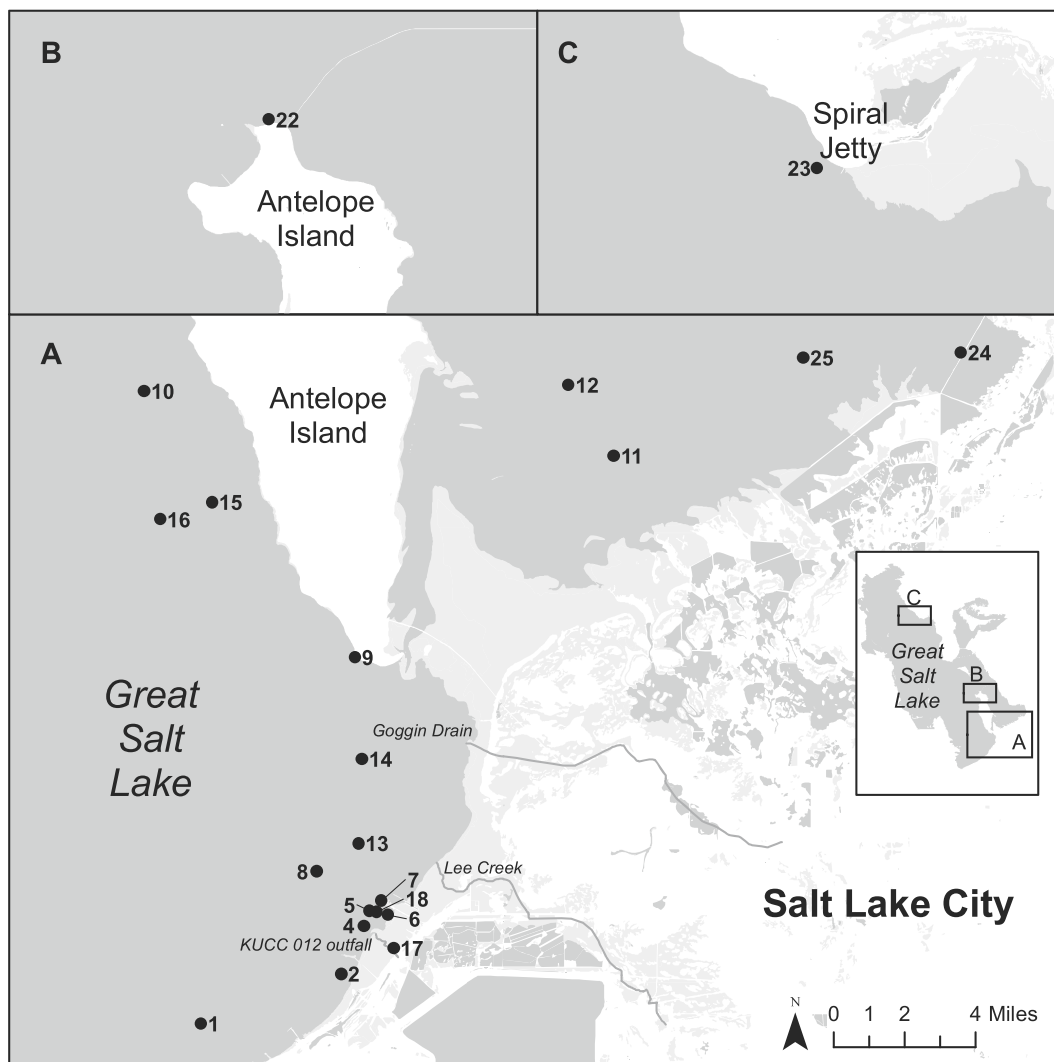 B
22
Antelope
Island
C
Spiral
Jetty
23
A
10
Antelope
Island
12
25
24
11
15
16
9
Great
Salt
Lake
Goggin Drain
14
13
8
Lee Creek
7
18
5
6
4
KUCC 012 outfall
17
2
1
C
Great
Salt
Lake
B
A
Salt Lake City
N
0 1 2 4 Miles